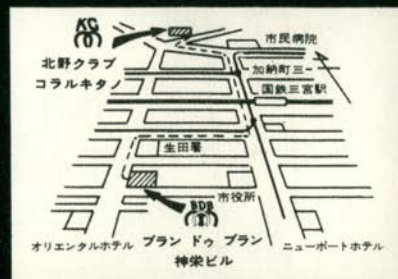 KC
市民病院
北野クラブ
コラルキタノ
加納町三
国鉄三宮駅
生田署
市役所
BDB
オリエンタルホテル
ブラン ドゥ ブラン
ニューポートホテル
神栄ビル